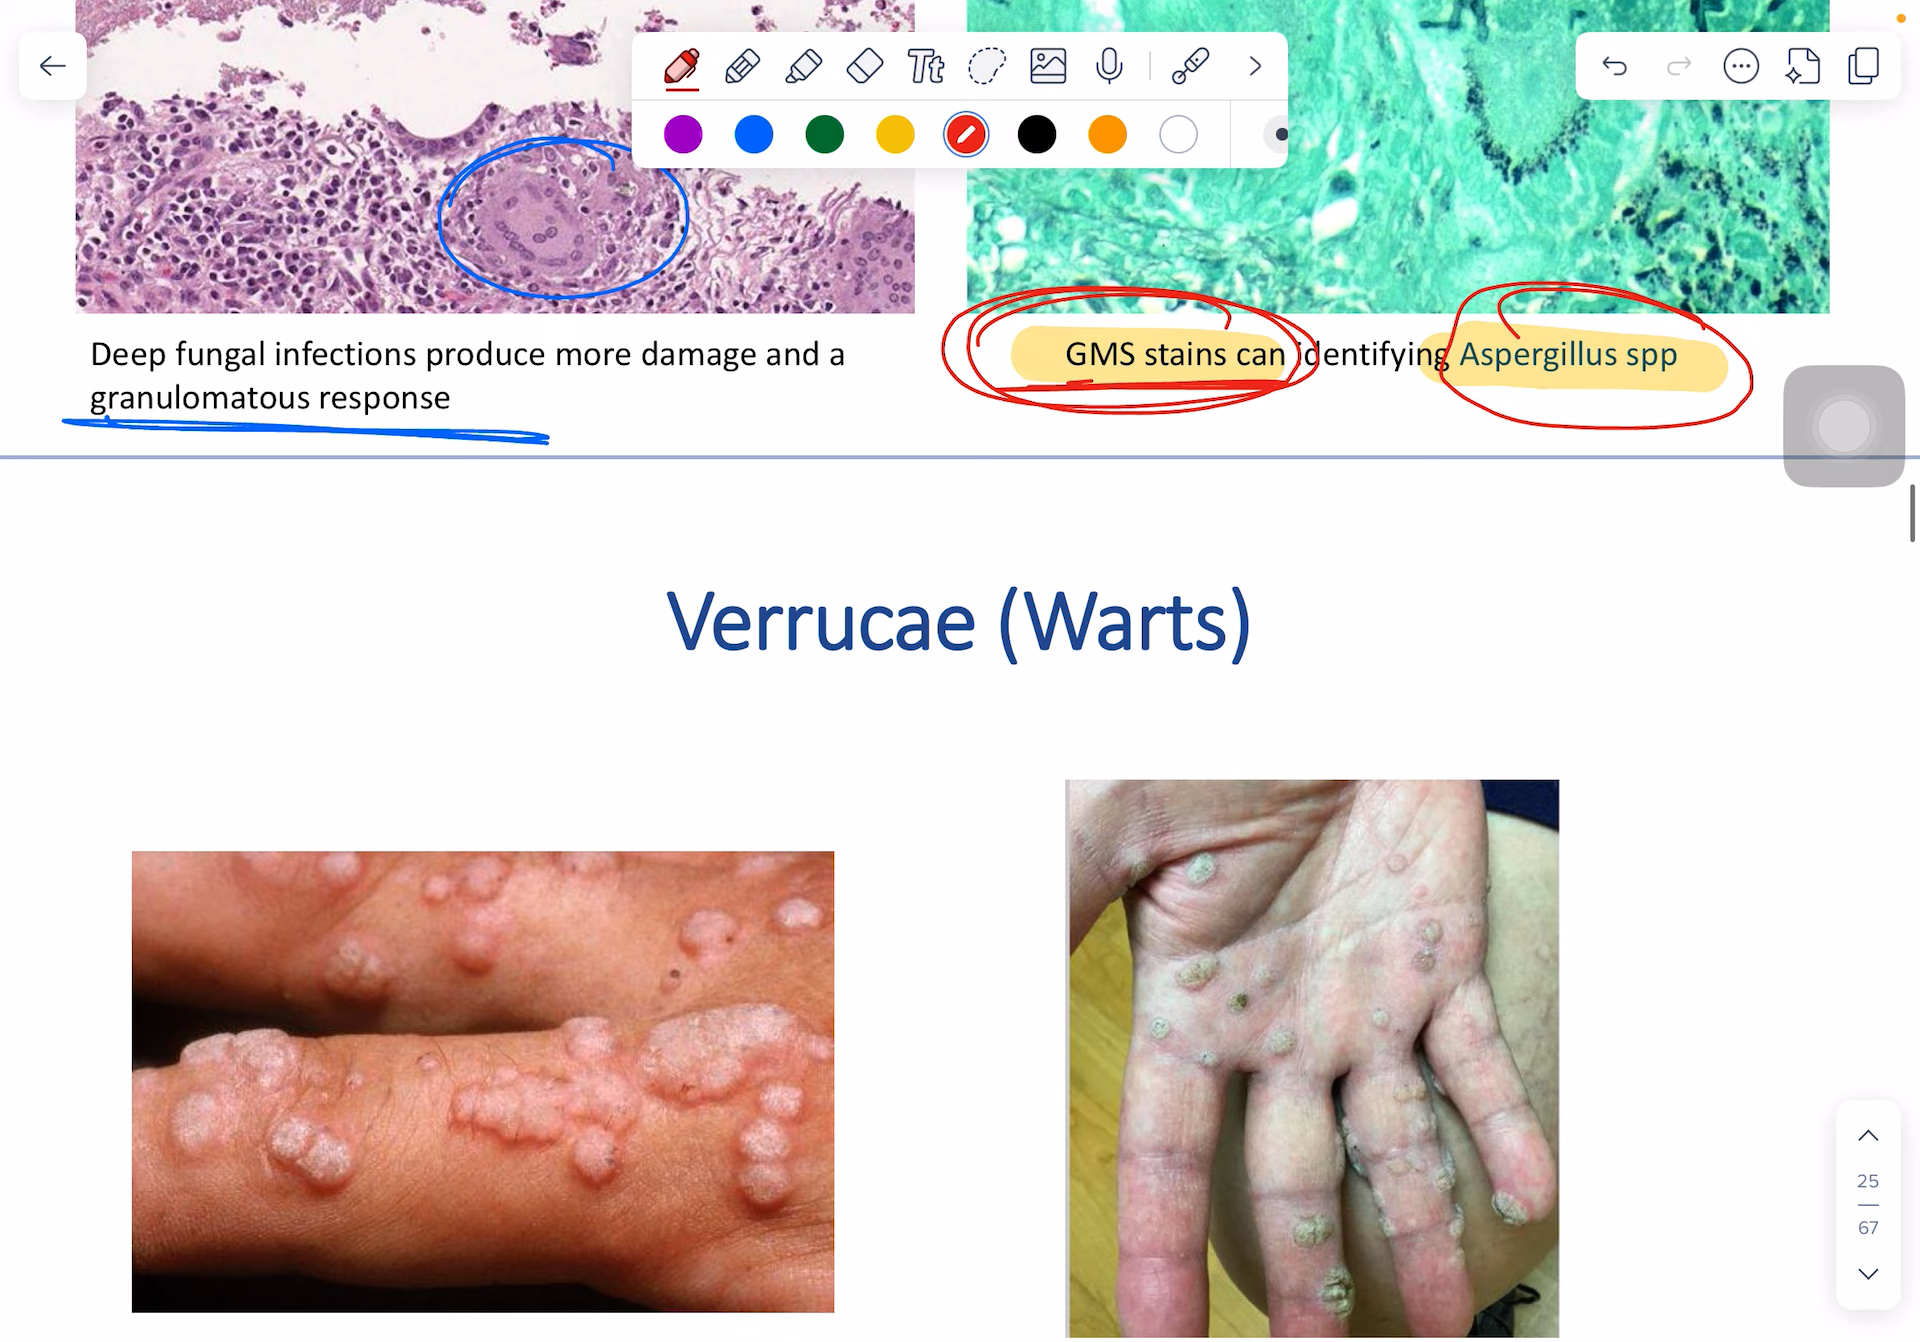 Tt
Deep fungal infections produce more damage and a
granulomatous response
GMS stains can identifying Aspergillus spp
Verrucae (Warts)
25
67